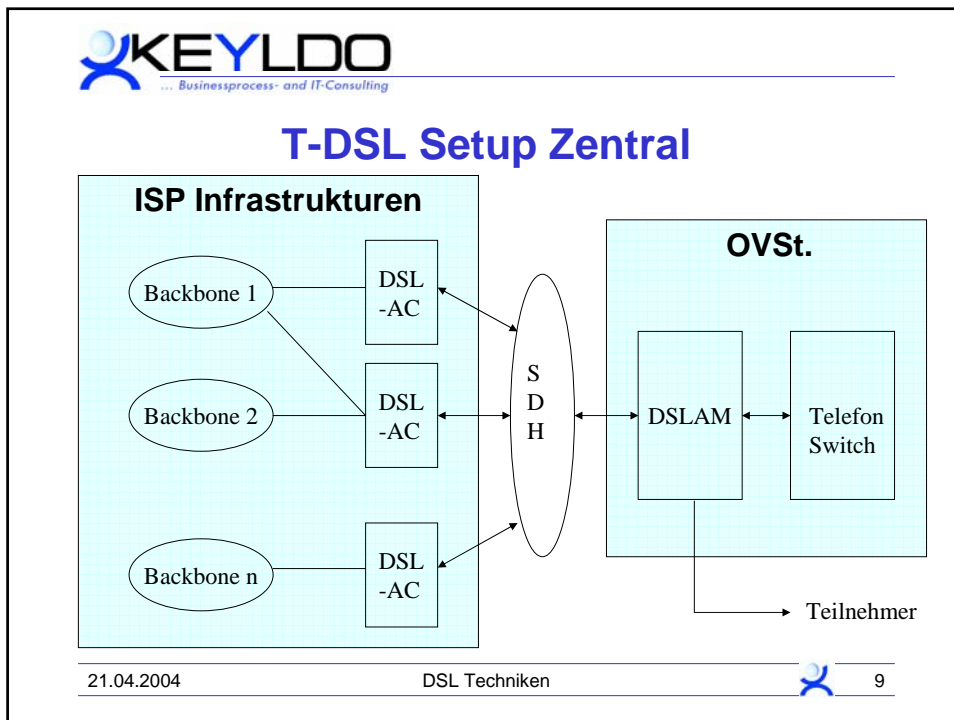 KEYLDO
... Businessprocess- and IT-Consulting
T-DSL Setup Zentral
ISP Infrastrukturen
Backbone 1
DSL
-AC
Backbone 2
DSL
-AC
Backbone n
DSL
-AC
S
D
H
OVSt.
DSLAM
Telefon
Switch
Teilnehmer
21.04.2004
DSL Techniken
9